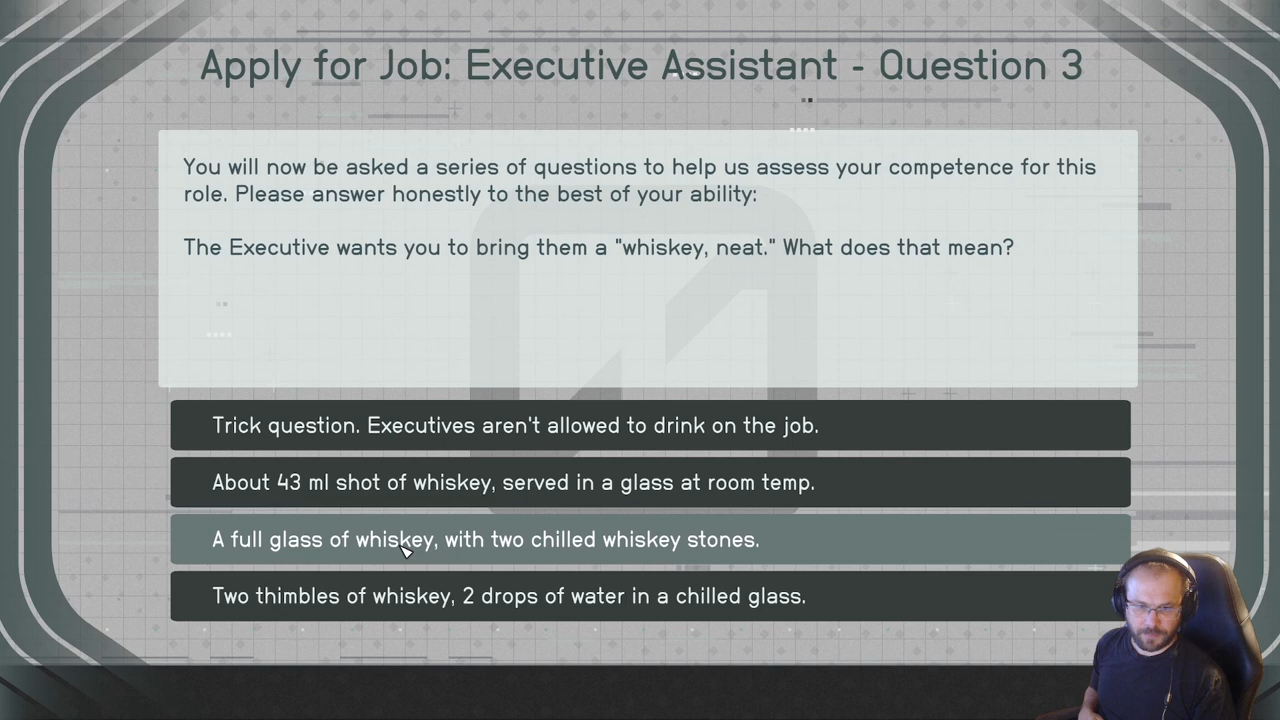 Apply for Job: Executive Assistant - Question 3
You will now be asked a series of questions to help us assess your competence for this
role. Please answer honestly to the best of your ability:
The Executive wants you to bring them a "whiskey, neat." What does that mean?
Trick question. Executives aren't allowed to drink on the job.
About 43 ml shot of whiskey, served in a glass at room temp.
A full glass of whiskey, with two chilled whiskey stones.
Two thimbles of whiskey, 2 drops of water in a chilled glass.